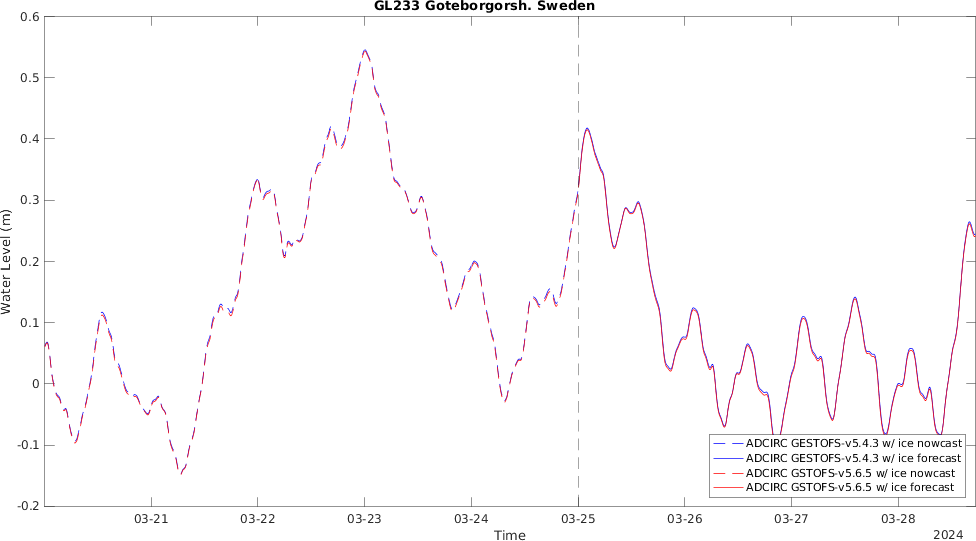 GL233 Goteborgorsh. Sweden
0.6
0.5
0.4
0.3
0.2
0.1
0
-0.1
-0.2
Water Level (m)
ADCIRC GESTOFS-v5.4.3 w/ ice nowcast
ADCIRC GESTOFS-v5.4.3 w/ ice forecast
ADCIRC GSTOFS-v5.6.5 w/ ice nowcast
ADCIRC GSTOFS-v5.6.5 w/ ice forecast
03-21 03-22 03-23 03-24 03-25 03-26 03-27 03-28
Time
2024